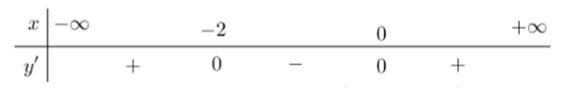 x −∞ −2 0 +∞
y′ + 0 − 0 +